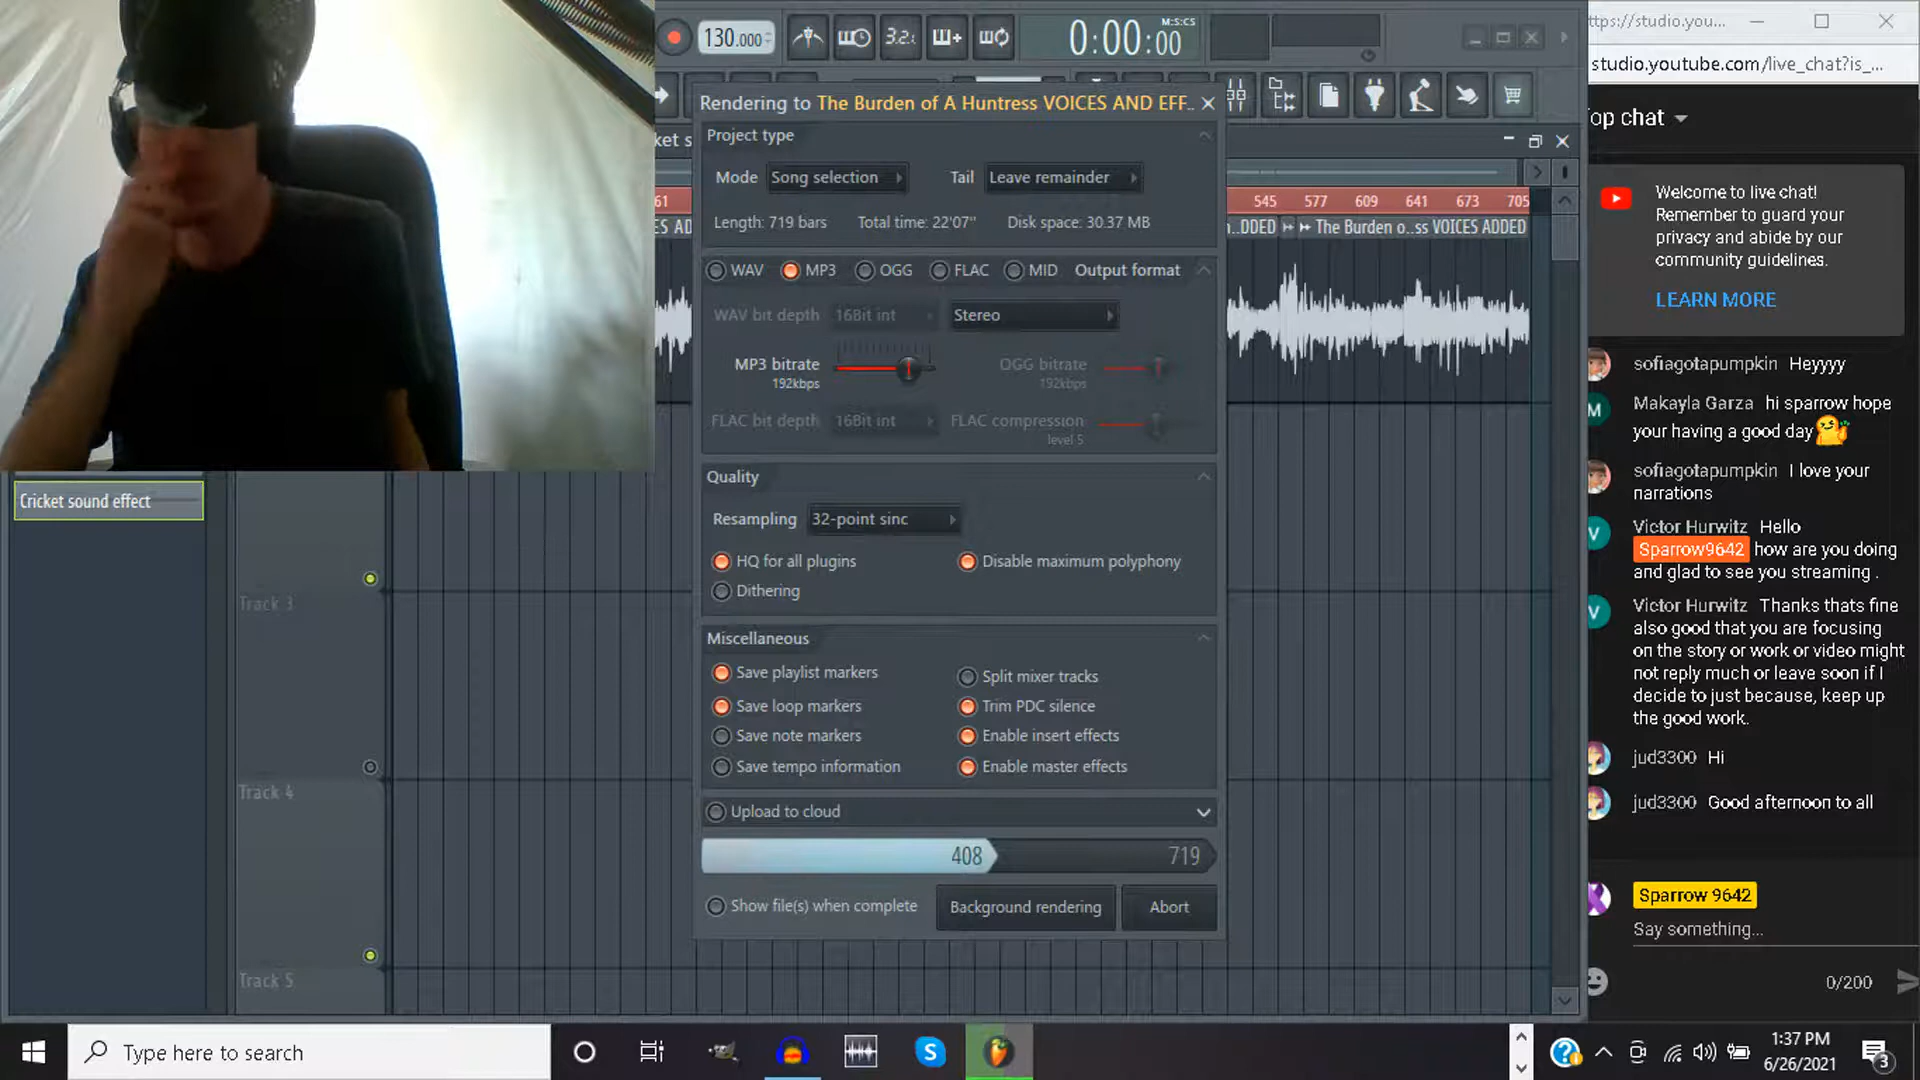 130.000
3.2.
0:00:00
M:S:CS
https://studio.you...
studio.youtube.com/live_chat?is_...
Top chat
Rendering to The Burden of A Huntress VOICES AND EFF..
Project type
Mode Song selection Tail Leave remainder
Length: 719 bars Total time: 22'07" Disk space: 30.37 MB
WAV MP3 OGG FLAC MID Output format
WAV bit depth 16Bit int Stereo
MP3 bitrate
192kbps
OGG bitrate
192kbps
FLAC bit depth 16Bit int FLAC compression
level 5
Quality
Resampling 32-point sinc
HQ for all plugins Disable maximum polyphony
Dithering
Miscellaneous
Save playlist markers Split mixer tracks
Save loop markers Trim PDC silence
Save note markers Enable insert effects
Save tempo information Enable master effects
Upload to cloud
408 719
Show file(s) when complete Background rendering Abort
545 577 609 641 673 705
..DDED The Burden o..ss VOICES ADDED
Cricket sound effect
Track 3
Track 4
Track 5
Welcome to live chat!
Remember to guard your
privacy and abide by our
community guidelines.
LEARN MORE
sofiagotapumpkin Heyyyy
M
Makayla Garza hi sparrow hope
your having a good day
sofiagotapumpkin I love your
narrations
V
Victor Hurwitz Hello
Sparrow9642 how are you doing
and glad to see you streaming .
V
Victor Hurwitz Thanks thats fine
also good that you are focusing
on the story or work or video might
not reply much or leave soon if I
decide to just because, keep up
the good work.
jud3300 Hi
jud3300 Good afternoon to all
Sparrow 9642
Say something...
0/200
Type here to search
1:37 PM
6/26/2021
3